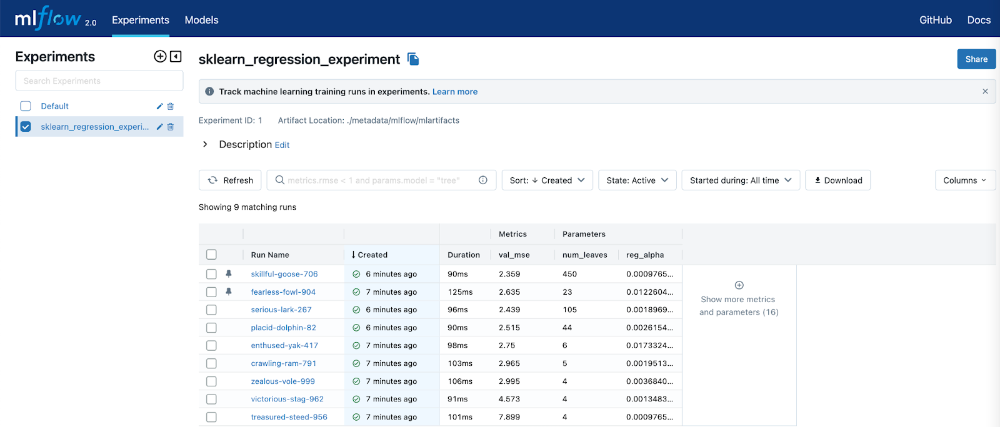 mlflow 2.0 Experiments Models GitHub Docs
Experiments
Search Experiments
Default
sklearn_regression_experi...
sklearn_regression_experiment
Share
Track machine learning training runs in experiments. Learn more
Experiment ID: 1 Artifact Location: ./metadata/mlflow/mlartifacts
Description Edit
Refresh metrics.rmse < 1 and params.model = "tree" Sort: Created State: Active Started during: All time Download Columns
Showing 9 matching runs
Metrics Parameters
Run Name Created Duration val_mse num_leaves reg_alpha
skillful-goose-706 6 minutes ago 90ms 2.359 450 0.0009765...
fearless-fowl-904 7 minutes ago 125ms 2.635 23 0.0122604...
serious-lark-267 6 minutes ago 96ms 2.439 105 0.0018969...
placid-dolphin-82 6 minutes ago 90ms 2.515 44 0.0026154...
enthused-yak-417 7 minutes ago 98ms 2.75 6 0.0173324...
crawling-ram-791 7 minutes ago 103ms 2.965 5 0.0019513...
zealous-vole-999 7 minutes ago 106ms 2.995 4 0.0036840...
victorious-stag-962 7 minutes ago 91ms 4.573 4 0.0013483...
treasured-steed-956 7 minutes ago 101ms 7.899 4 0.0009765...
Show more metrics
and parameters (16)